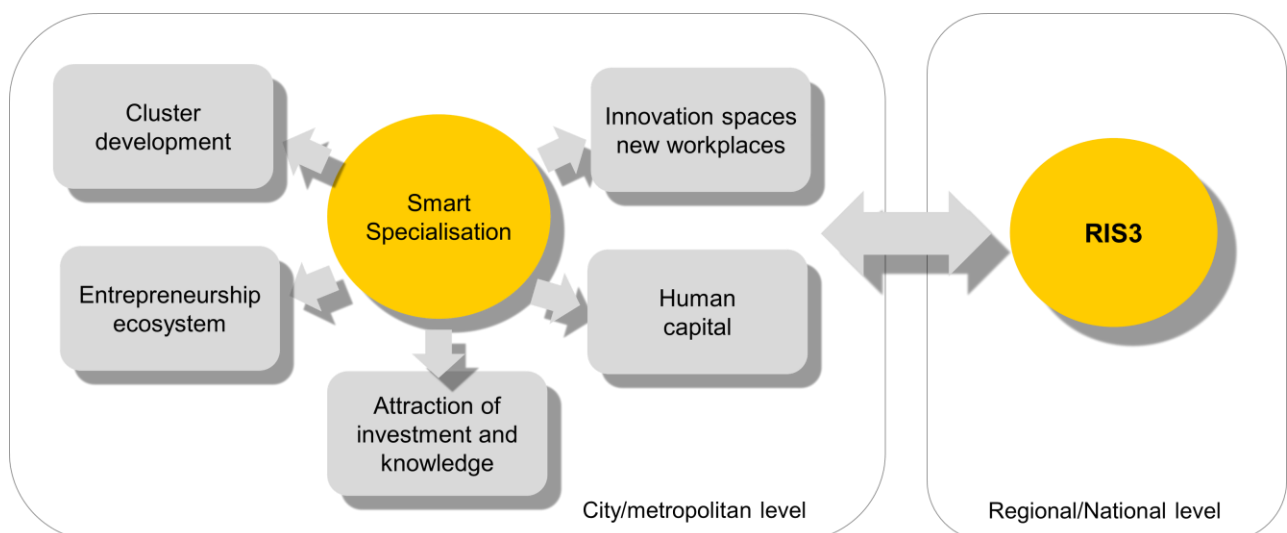 Cluster
development
Innovation spaces
new workplaces
Smart
Specialisation
RIS3
Entrepreneurship
ecosystem
Human
capital
Attraction of
investment and
knowledge
City/metropolitan level
Regional/National level